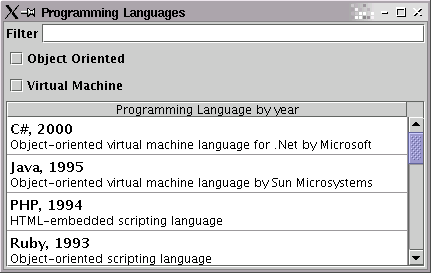 Programming Languages
Filter
Object Oriented
Virtual Machine
Programming Language by year
C#, 2000
Object-oriented virtual machine language for .Net by Microsoft
Java, 1995
Object-oriented virtual machine language by Sun Microsystems
PHP, 1994
HTML-embedded scripting language
Ruby, 1993
Object-oriented scripting language